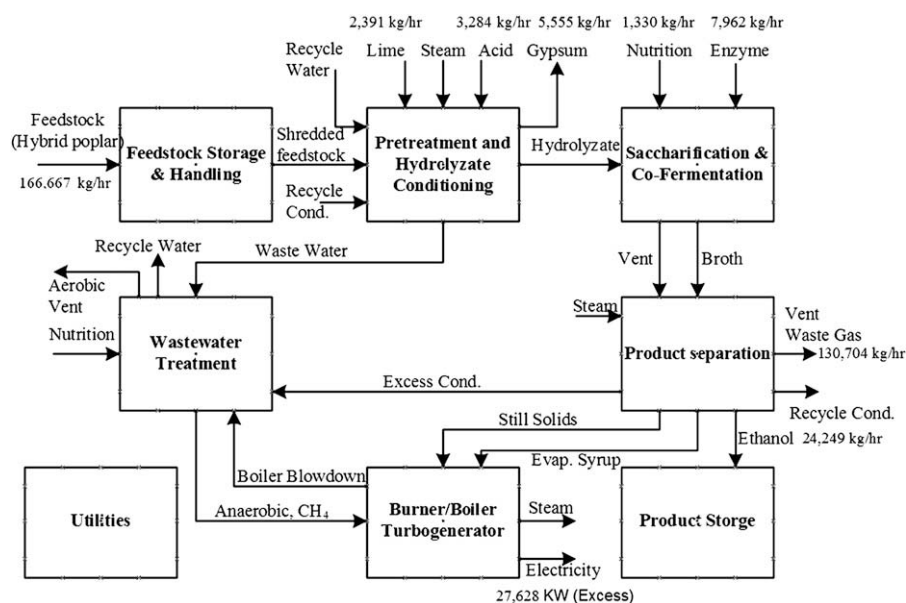 2,391 kg/hr
3,284 kg/hr
5,555 kg/hr
1,330 kg/hr
7,962 kg/hr
Recycle
Water
Lime
Steam
Acid
Gypsum
Nutrition
Enzyme
Feedstock
(Hybrid poplar)
166,667 kg/hr
Feedstock Storage
& Handling
Shredded
feedstock
Recycle
Cond.
Pretreatment and
Hydrolyzate
Conditioning
Hydrolyzate
Saccharification &
Co-Fermentation
Recycle Water
Waste Water
Vent
Broth
Aerobic
Vent
Nutrition
Wastewater
Treatment
Steam
Product separation
Vent
Waste Gas
130,704 kg/hr
Excess Cond.
Recycle Cond.
Still Solids
Ethanol 24,249 kg/hr
Evap. Syrup
Boiler Blowdown
Utilities
Anaerobic, CH₄
Burner/Boiler
Turbogenerator
Steam
Electricity
27,628 KW (Excess)
Product Storge